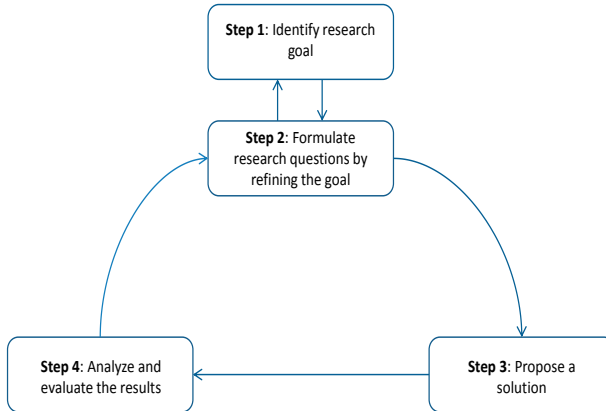 Step 1: Identify research
goal
Step 2: Formulate
research questions by
refining the goal
Step 4: Analyze and
evaluate the results
Step 3: Propose a
solution